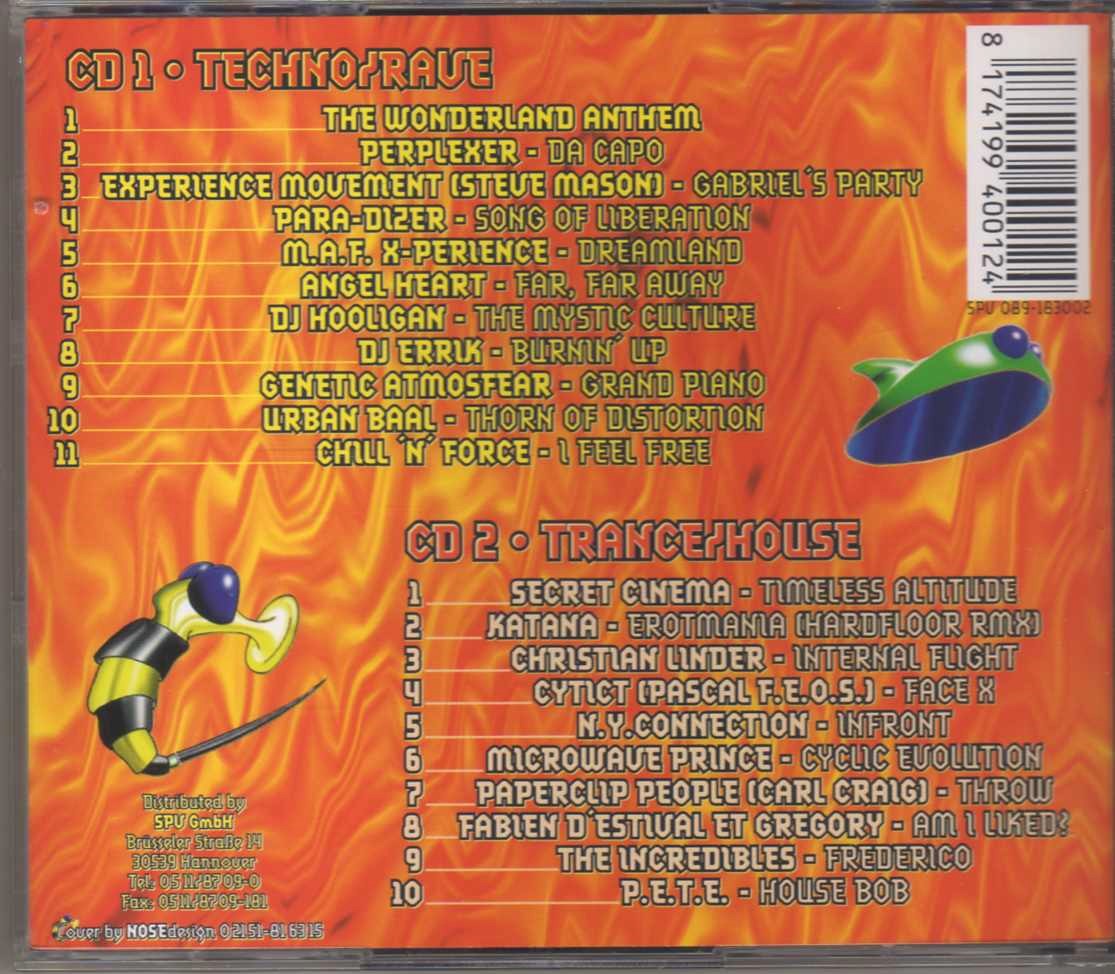 CD 1 • TECHNO/RAVE
1 THE WONDERLAND ANTHEM
2 PERPLEXER - DA CAPO
3 EXPERIENCE MOVEMENT (STEVE MASON) - GABRIEL'S PARTY
4 PARA-DIZER - SONG OF LIBERATION
5 M.A.F. X-PERIENCE - DREAMLAND
6 ANGEL HEART - FAR, FAR AWAY
7 DJ HOOLIGAN - THE MYSTIC CULTURE
8 DJ ERRIK - BURNIN' UP
9 GENETIC ATMOSFEAR - GRAND PIANO
10 URBAN BAAL - THORN OF DISTORTION
11 CHILL 'N' FORCE - I FEEL FREE
8 174199 400124
SPV 089-183002
CD 2 • TRANCE/HOUSE
1 SECRET CINEMA - TIMELESS ALTITUDE
2 KATANA - EROTMANIA (HARDFLOOR RMX)
3 CHRISTIAN LINDER - INTERNAL FLIGHT
4 CYTICT (PASCAL F.E.O.S.) - FACE X
5 N.Y.CONNECTION - INFRONT
6 MICROWAVE PRINCE - CYCLIC EVOLUTION
7 PAPERCLIP PEOPLE (CARL CRAIG) - THROW
8 FABIEN D'ESTIVAL ET GREGORY - AM I LIKED?
9 THE INCREDIBLES - FREDERICO
10 P.E.T.E. - HOUSE BOB
Distributed by
SPV GmbH
Brüsseler Straße 14
30539 Hannover
Tel: 0511/8709-0
Fax: 0511/8709-181
Cover by NOSEdesign 02151-816315